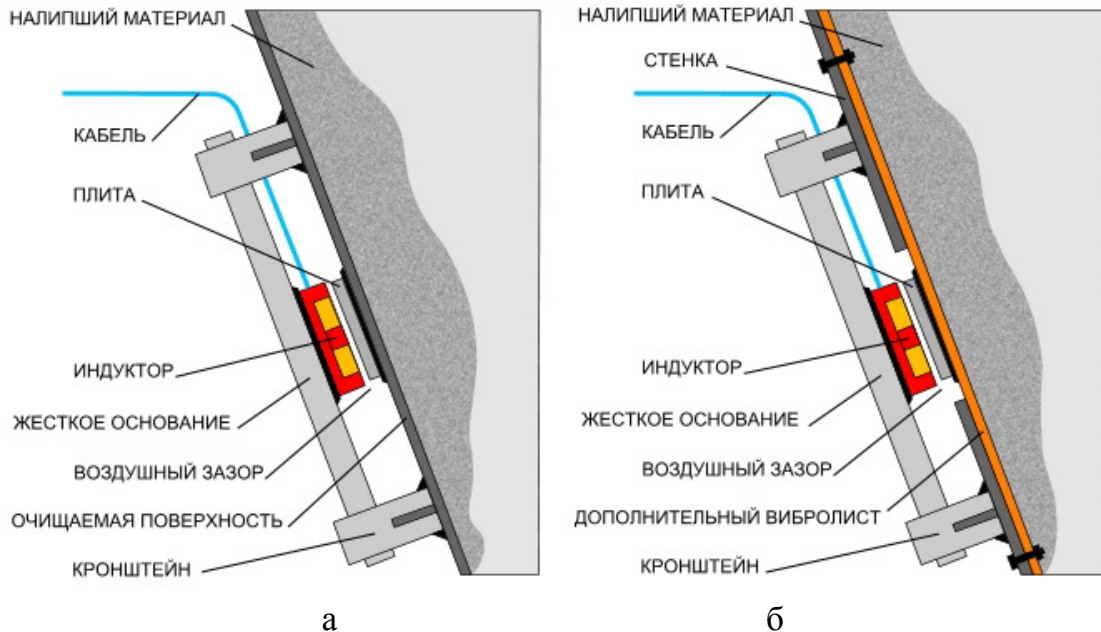 НАЛИПШИЙ МАТЕРИАЛ
КАБЕЛЬ
ПЛИТА
ИНДУКТОР
ЖЕСТКОЕ ОСНОВАНИЕ
ВОЗДУШНЫЙ ЗАЗОР
ОЧИЩАЕМАЯ ПОВЕРХНОСТЬ
КРОНШТЕЙН
а
НАЛИПШИЙ МАТЕРИАЛ
СТЕНКА
КАБЕЛЬ
ПЛИТА
ИНДУКТОР
ЖЕСТКОЕ ОСНОВАНИЕ
ВОЗДУШНЫЙ ЗАЗОР
ДОПОЛНИТЕЛЬНЫЙ ВИБРОЛИСТ
КРОНШТЕЙН
б